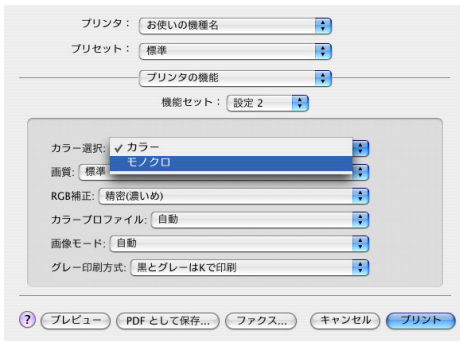 プリンタ： お使いの機種名
プリセット： 標準
プリンタの機能
機能セット： 設定 2
カラー選択: ✓ カラー
モノクロ
画質: 標準
RGB補正: 精密(濃いめ)
カラープロファイル: 自動
画像モード: 自動
グレー印刷方式: 黒とグレーはKで印刷
? プレビュー PDF として保存... ファクス... キャンセル プリント